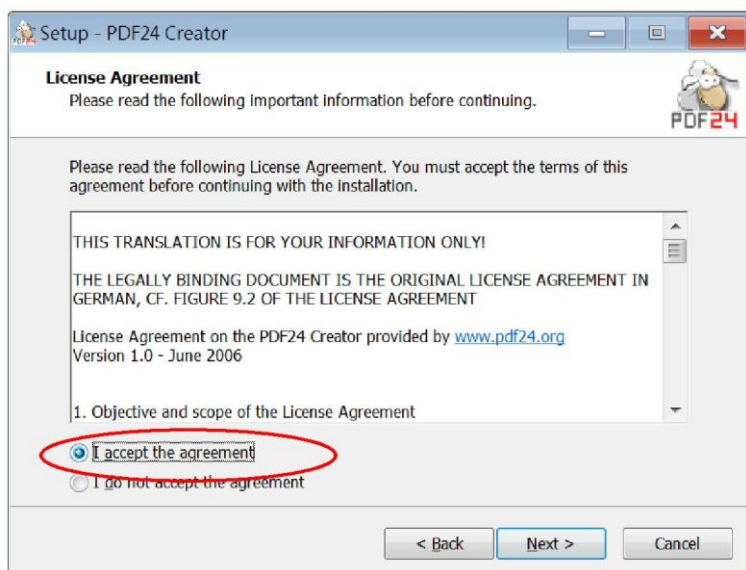 Setup - PDF24 Creator
License Agreement
Please read the following important information before continuing.
PDF24
Please read the following License Agreement. You must accept the terms of this
agreement before continuing with the installation.
THIS TRANSLATION IS FOR YOUR INFORMATION ONLY!
THE LEGALLY BINDING DOCUMENT IS THE ORIGINAL LICENSE AGREEMENT IN
GERMAN, CF. FIGURE 9.2 OF THE LICENSE AGREEMENT
License Agreement on the PDF24 Creator provided by www.pdf24.org
Version 1.0 - June 2006
1. Objective and scope of the License Agreement
I accept the agreement
I do not accept the agreement
< Back Next > Cancel